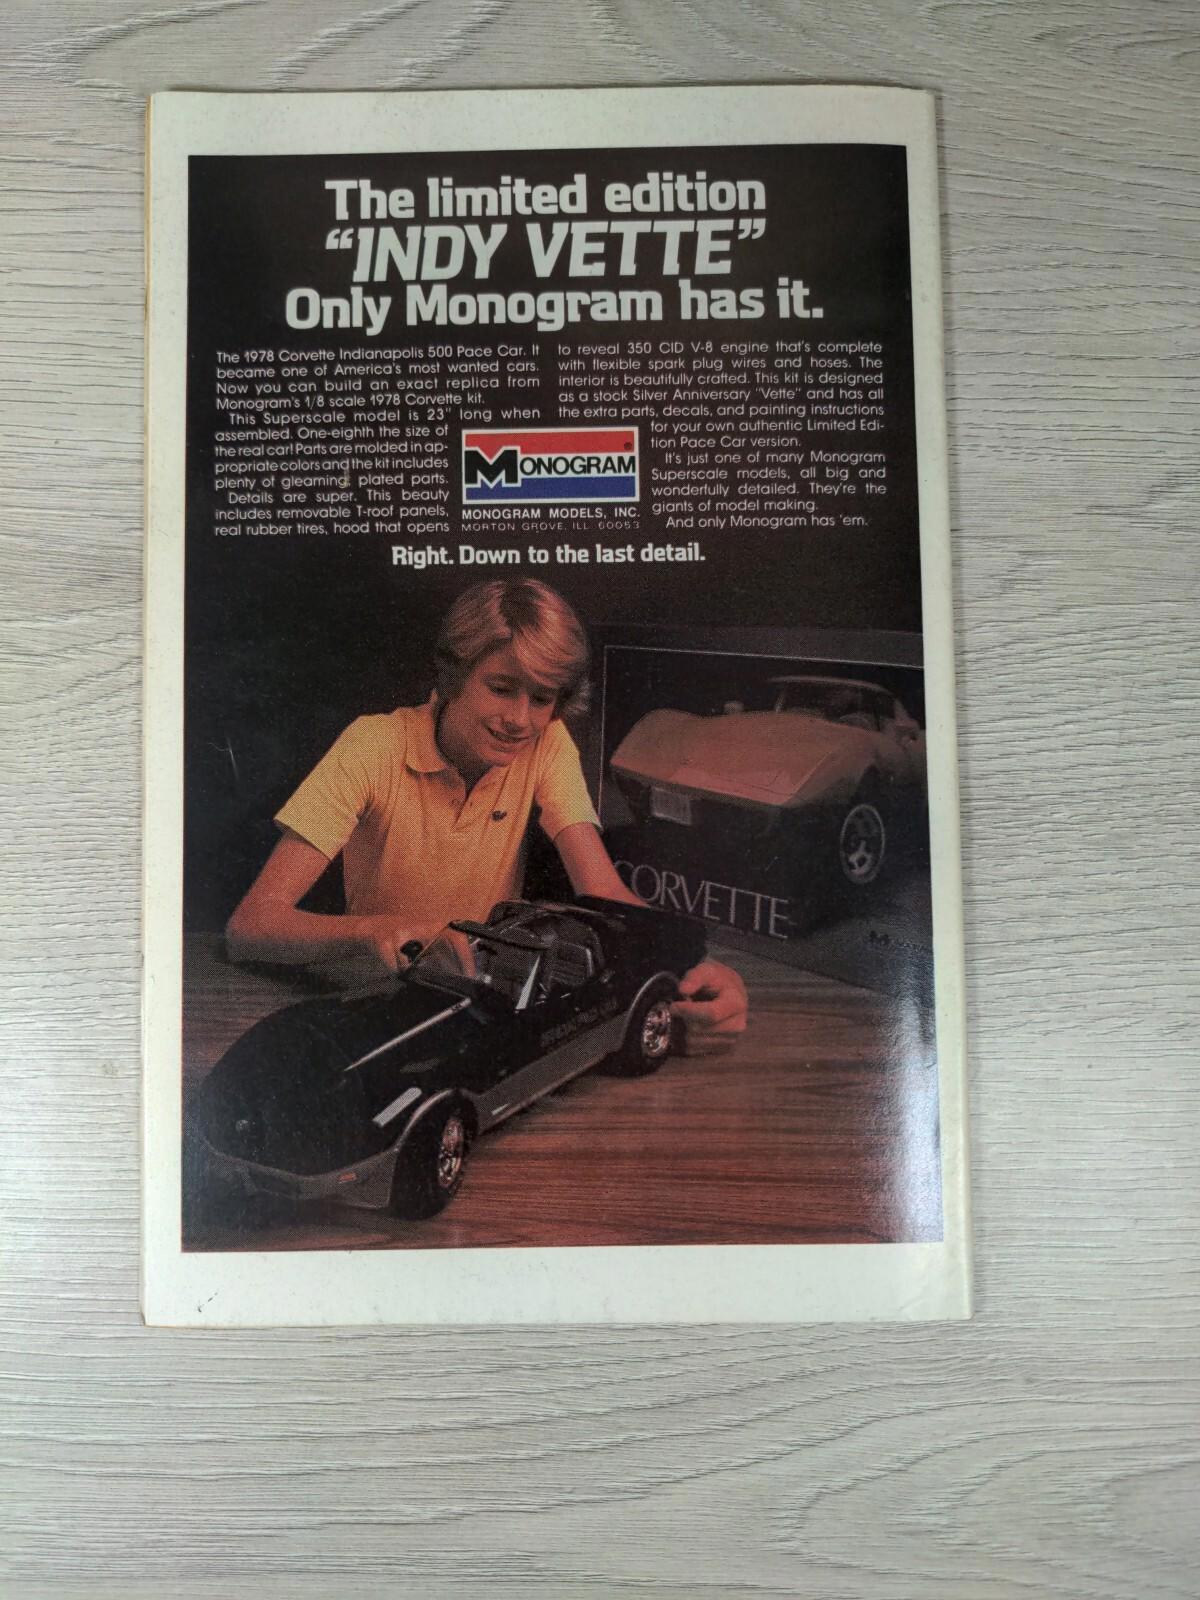 The limited edition
“INDY VETTE”
Only Monogram has it.
The 1978 Corvette Indianapolis 500 Pace Car. It
became one of America's most wanted cars.
Now you can build an exact replica from
Monogram's 1/8 scale 1978 Corvette kit.
This Superscale model is 23" long when
assembled. One-eighth the size of
the real car! Parts are molded in ap-
propriate colors and the kit includes
plenty of gleaming, plated parts.
Details are super. This beauty
includes removable T-roof panels,
real rubber tires, hood that opens
to reveal 350 CID V-8 engine that's complete
with flexible spark plug wires and hoses. The
interior is beautifully crafted. This kit is designed
as a stock Silver Anniversary "Vette" and has all
the extra parts, decals, and painting instructions
for your own authentic Limited Edi-
tion Pace Car version.
It's just one of many Monogram
Superscale models, all big and
wonderfully detailed. They're the
giants of model making.
And only Monogram has 'em.
MONOGRAM
MONOGRAM MODELS, INC.
MORTON GROVE, ILL 60053
Right. Down to the last detail.
CORVETTE